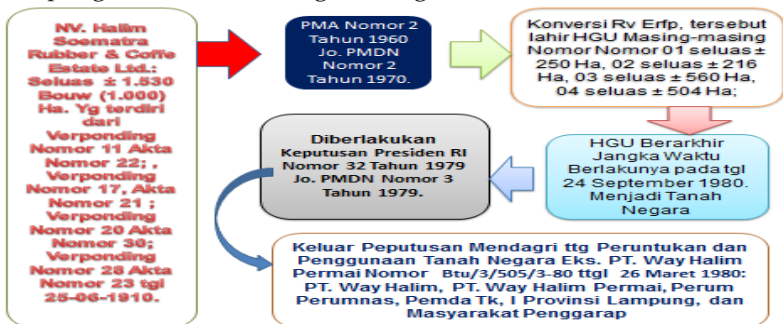 NV. Halim
Soematra
Rubber & Coffe
Estate Ltd.:
Seluas ± 1.530
Bouw (1.000)
Ha. Yg terdiri
dari
Verponding
Nomor 11 Akta
Nomor 22; ,
Verponding
Nomor 17, Akta
Nomor 21 ;
Verponding
Nomor 20 Akta
Nomor 30;
Verponding
Nomor 28 Akta
Nomor 23 tgl
25-06-1910.
PMA Nomor 2
Tahun 1960
Jo. PMDN
Nomor 2
Tahun 1970.
Konversi Rv Erfp, tersebut
lahir HGU Masing-masing
Nomor Nomor 01 seluas ±
250 Ha, 02 seluas ± 216
Ha, 03 seluas ± 560 Ha,
04 seluas ± 504 Ha;
HGU Berarkhir
Jangka Waktu
Berlakunya pada tgl
24 September 1980.
Menjadi Tanah
Negara
Diberlakukan
Keputusan Presiden RI
Nomor 32 Tahun 1979
Jo. PMDN Nomor 3
Tahun 1979.
Keluar Peputusan Mendagri ttg Peruntukan dan
Penggunaan Tanah Negara Eks. PT. Way Halim
Permai Nomor Btu/3/505/3-80 ttgl 26 Maret 1980:
PT. Way Halim, PT. Way Halim Permai, Perum
Perumnas, Pemda Tk, I Provinsi Lampung, dan
Masyarakat Penggarap